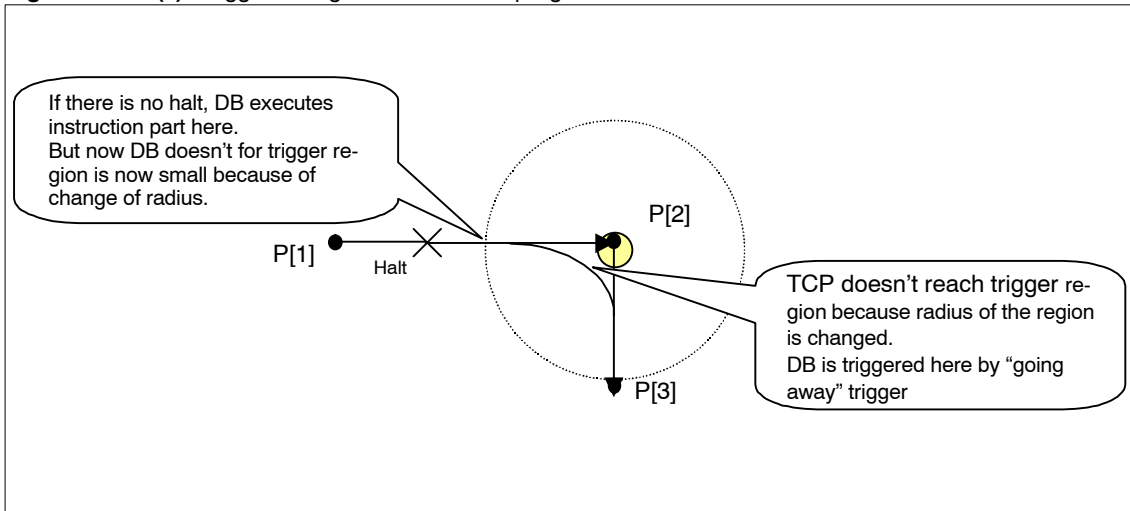 If there is no halt, DB executes
instruction part here.
But now DB doesn't for trigger re-
gion is now small because of
change of radius.
P[2]
P[1]
Halt
TCP doesn't reach trigger re-
gion because radius of the region
is changed.
DB is triggered here by “going
away” trigger
P[3]